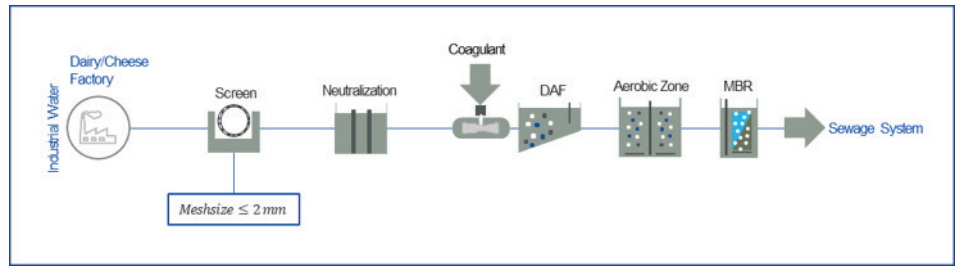 Industrial Water
Dairy/Cheese
Factory
Screen
Meshsize ≤ 2 mm
Neutralization
Coagulant
DAF
Aerobic Zone
MBR
Sewage System